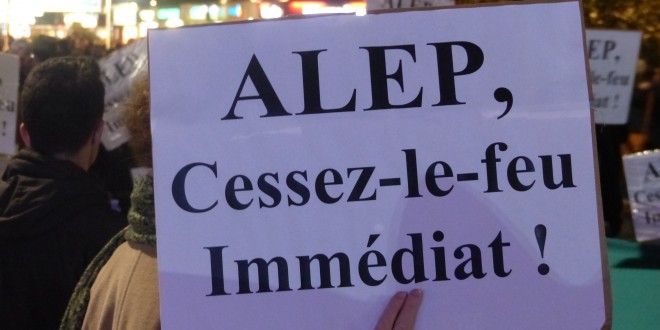 ALEP,
Cessez-le-feu
Immédiat !